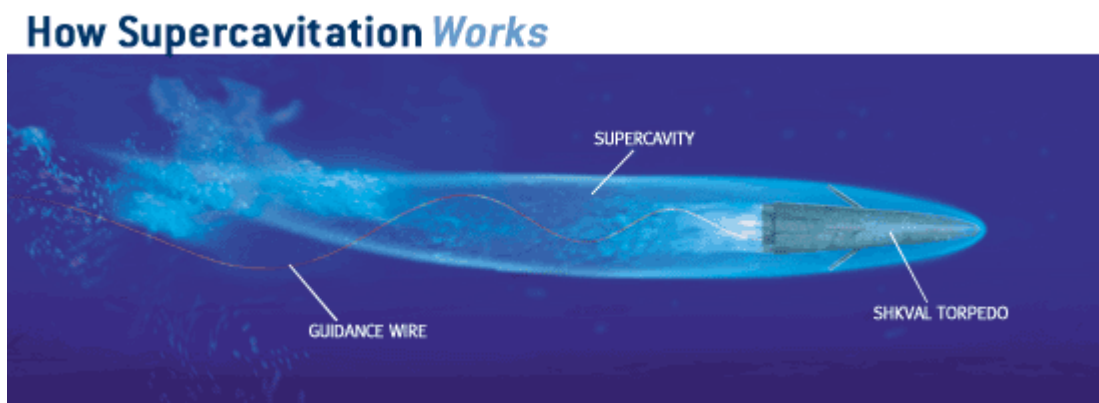 How Supercavitation Works
SUPERCAVITY
SHKVAL TORPEDO
GUIDANCE WIRE